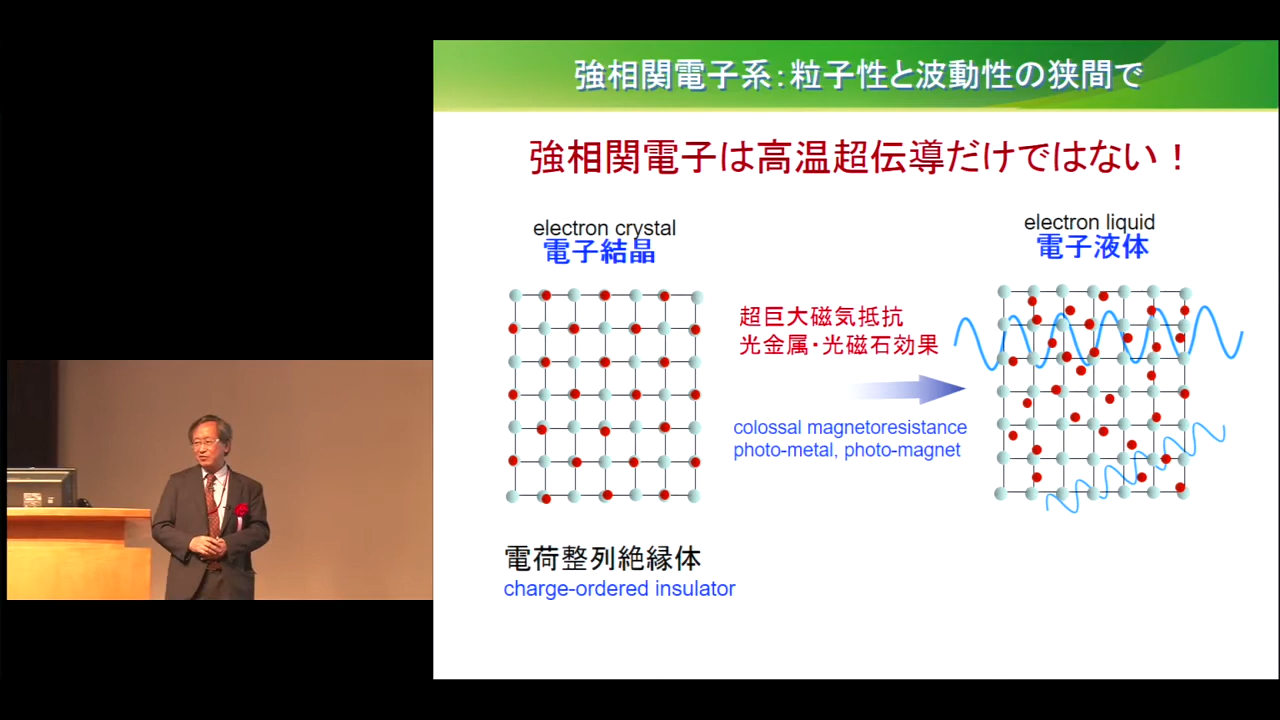 強相関電子系：粒子性と波動性の狭間で
強相関電子は高温超伝導だけではない！
electron crystal
電子結晶
electron liquid
電子液体
超巨大磁気抵抗
光金属・光磁石効果
colossal magnetoresistance
photo-metal, photo-magnet
電荷整列絶縁体
charge-ordered insulator